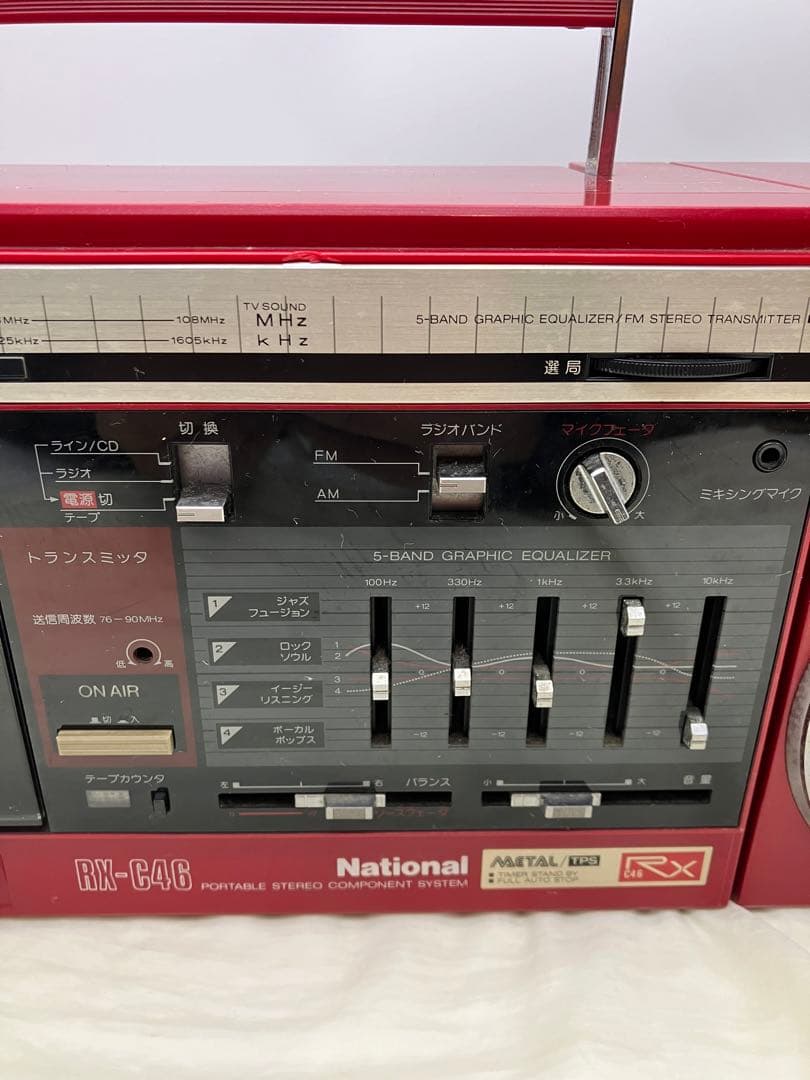 108MHz
1605kHz
TV SOUND
MHz
kHz
5-BAND GRAPHIC EQUALIZER/FM STEREO TRANSMITTER
選局
切換
ライン/CD
ラジオ
電源切
テープ
ラジオバンド
FM
AM
マイクフェーダ
小 大
ミキシングマイク
トランスミッタ
送信周波数 76-90MHz
低 高
ON AIR
切 入
5-BAND GRAPHIC EQUALIZER
100Hz 330Hz 1kHz 3.3kHz 10kHz
+12 +12 +12 +12
0 0 0 0
-12 -12 -12 -12
1 ジャズ
フュージョン
2 ロック
ソウル
3 イージー
リスニング
4 ボーカル
ポップス
1
2
3
4
テープカウンタ
左 右 バランス
小 大 音量
RX-C46
National
PORTABLE STEREO COMPONENT SYSTEM
METAL/TPS
TIMER STAND BY
FULL AUTO STOP
C46 RX